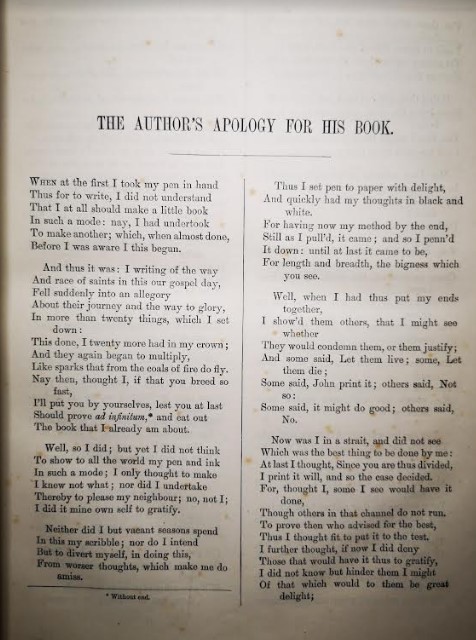 THE AUTHOR'S APOLOGY FOR HIS BOOK.
WHEN at the first I took my pen in hand
Thus for to write, I did not understand
That I at all should make a little book
In such a mode: nay, I had undertook
To make another; which, when almost done,
Before I was aware I this begun.
And thus it was: I writing of the way
And race of saints in this our gospel day,
Fell suddenly into an allegory
About their journey and the way to glory,
In more than twenty things, which I set
down:
This done, I twenty more had in my crown;
And they again began to multiply,
Like sparks that from the coals of fire do fly.
Nay then, thought I, if that you breed so
fast,
I'll put you by yourselves, lest you at last
Should prove ad infinitum,* and eat out
The book that I already am about.
Well, so I did; but yet I did not think
To show to all the world my pen and ink
In such a mode; I only thought to make
I knew not what; nor did I undertake
Thereby to please my neighbour; no, not I;
I did it mine own self to gratify.
Neither did I but vacant seasons spend
In this my scribble; nor do I intend
But to divert myself, in doing this,
From worser thoughts, which make me do
amiss.
* Without end.
Thus I set pen to paper with delight,
And quickly had my thoughts in black and
white.
For having now my method by the end,
Still as I pull'd, it came; and so I penn'd
It down: until at last it came to be,
For length and breadth, the bigness which
you see.
Well, when I had thus put my ends
together,
I show'd them others, that I might see
whether
They would condemn them, or them justify;
And some said, Let them live; some, Let
them die;
Some said, John print it; others said, Not
so:
Some said, it might do good; others said,
No.
Now was I in a strait, and did not see
Which was the best thing to be done by me:
At last I thought, Since you are thus divided,
I print it will, and so the case decided.
For, thought I, some I see would have it
done,
Though others in that channel do not run.
To prove then who advised for the best,
Thus I thought fit to put it to the test.
I further thought, if now I did deny
Those that would have it thus to gratify,
I did not know but hinder them I might
Of that which would to them be great
delight;